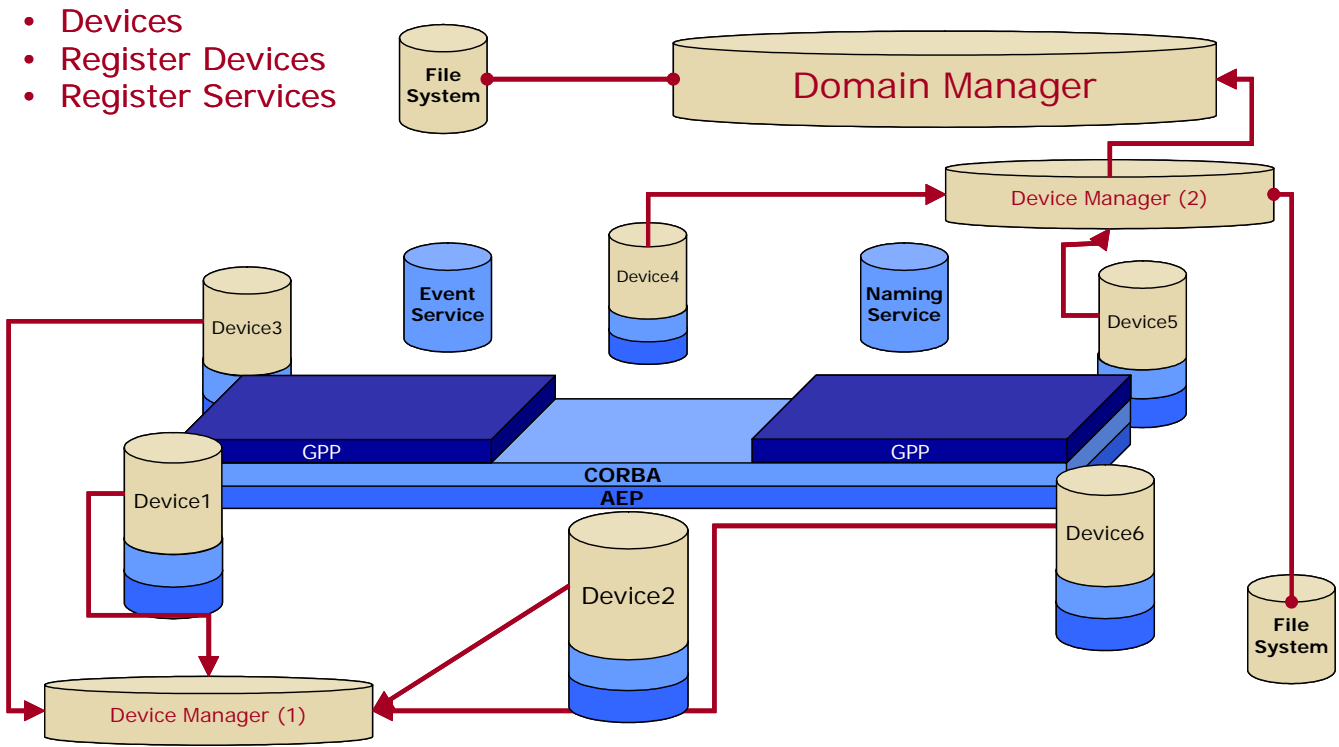 • Devices
• Register Devices
• Register Services
File
System
Domain Manager
Device Manager (2)
Device4
Event
Service
Naming
Service
Device3
Device5
GPP
GPP
CORBA
AEP
Device1
Device6
Device2
File
System
Device Manager (1)